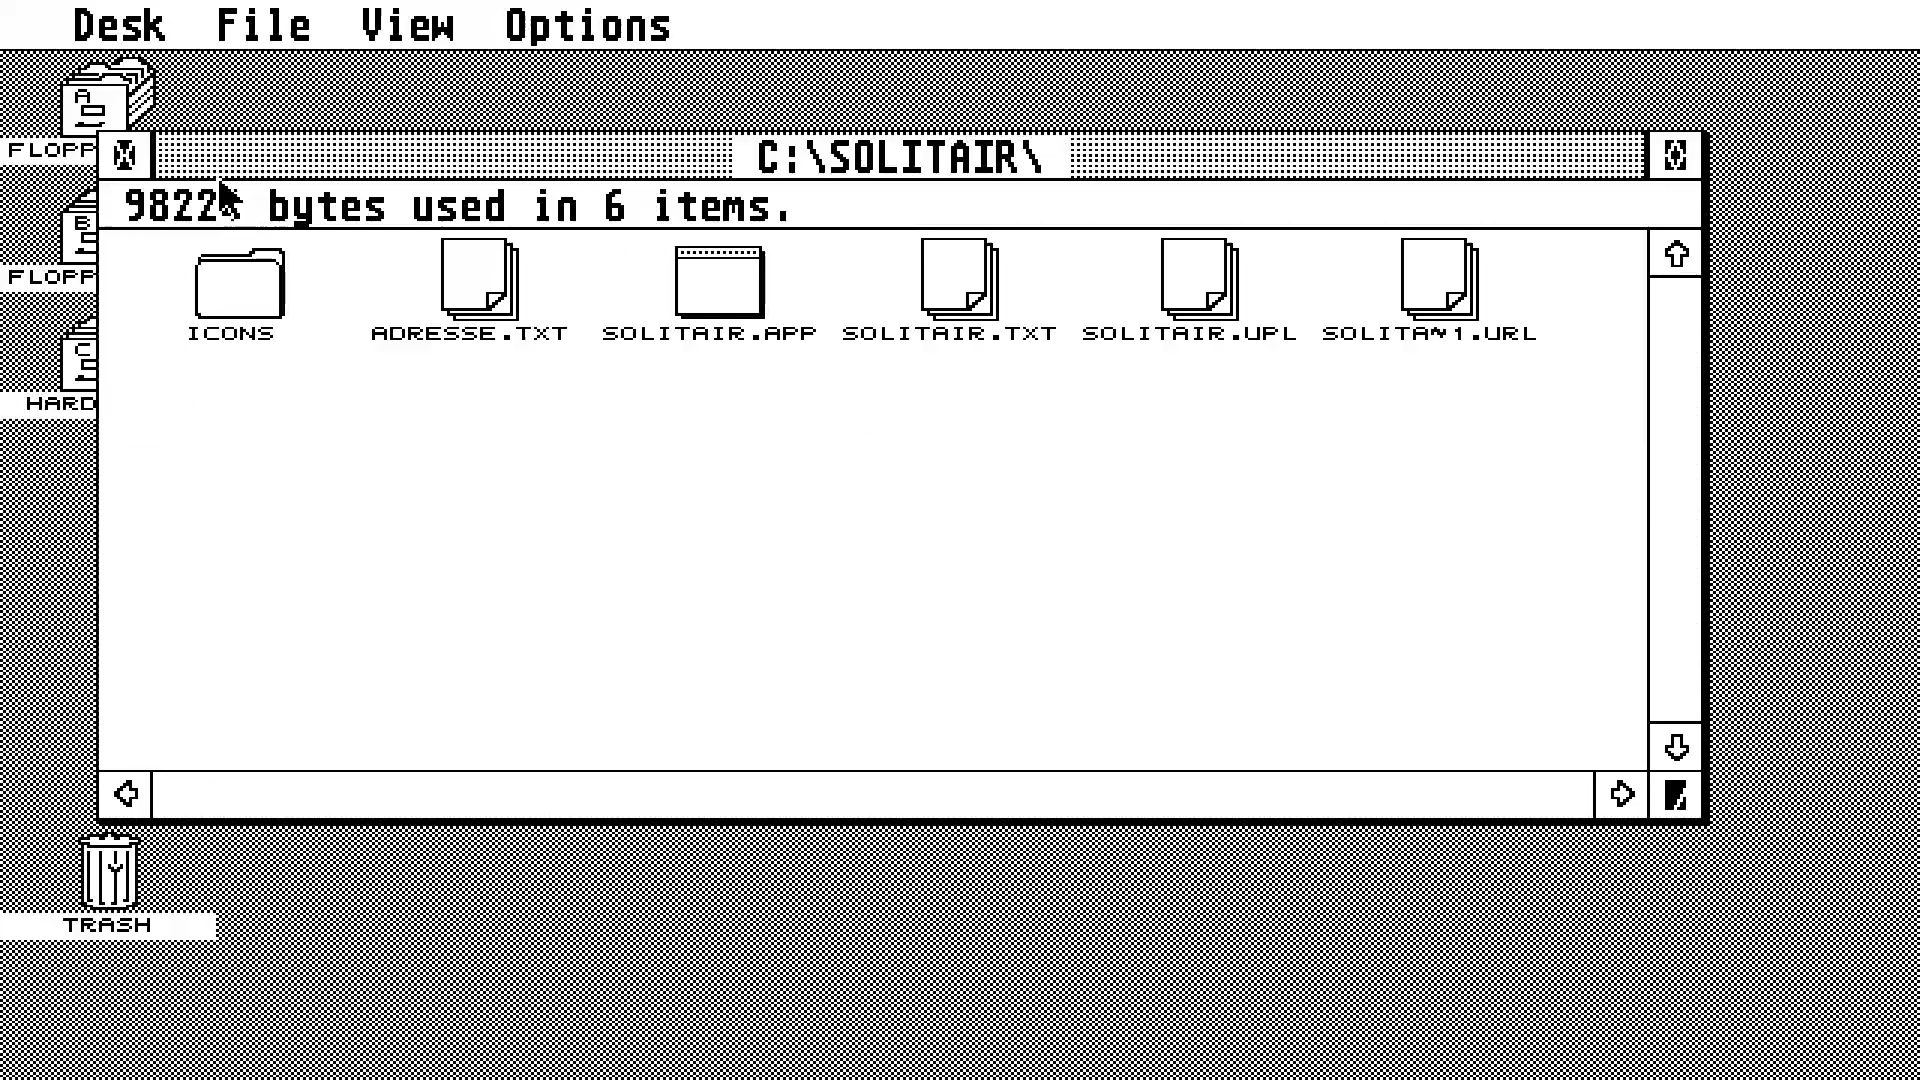 Desk File View Options
A
FLOPP
C:\SOLITAIR\
bytes used in 6 items.
B
FLOPP
ICONS ADRESSE.TXT SOLITAIR.APP SOLITAIR.TXT SOLITAIR.UPL SOLITA~1.URL
C
HARD
TRASH